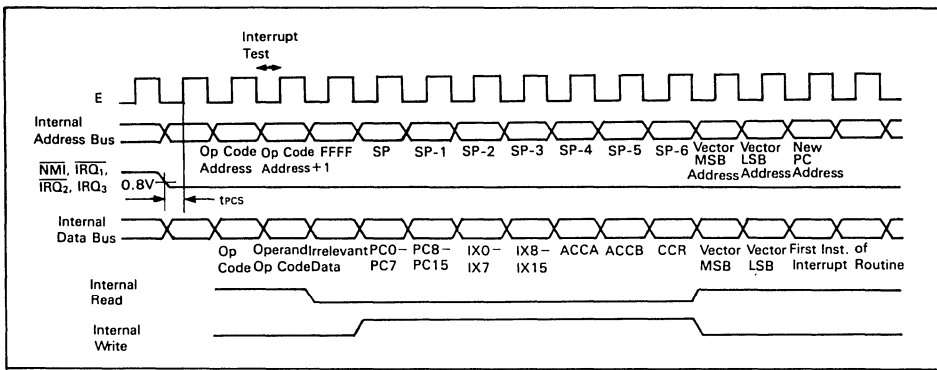 Interrupt
Test
E
Internal
Address Bus
Op Code Op Code FFFF SP SP-1 SP-2 SP-3 SP-4 SP-5 SP-6 Vector Vector New
Address Address+1 MSB LSB PC
Address Address Address
NMI, IRQ1,
IRQ2, IRQ3
0.8V
tPCS
Internal
Data Bus
Op Operand Irrelevant PC0– PC8– IX0– IX8– ACCA ACCB CCR Vector Vector First Inst. of
Code Op Code Data PC7 PC15 IX7 IX15 MSB LSB Interrupt Routine
Internal
Read
Internal
Write